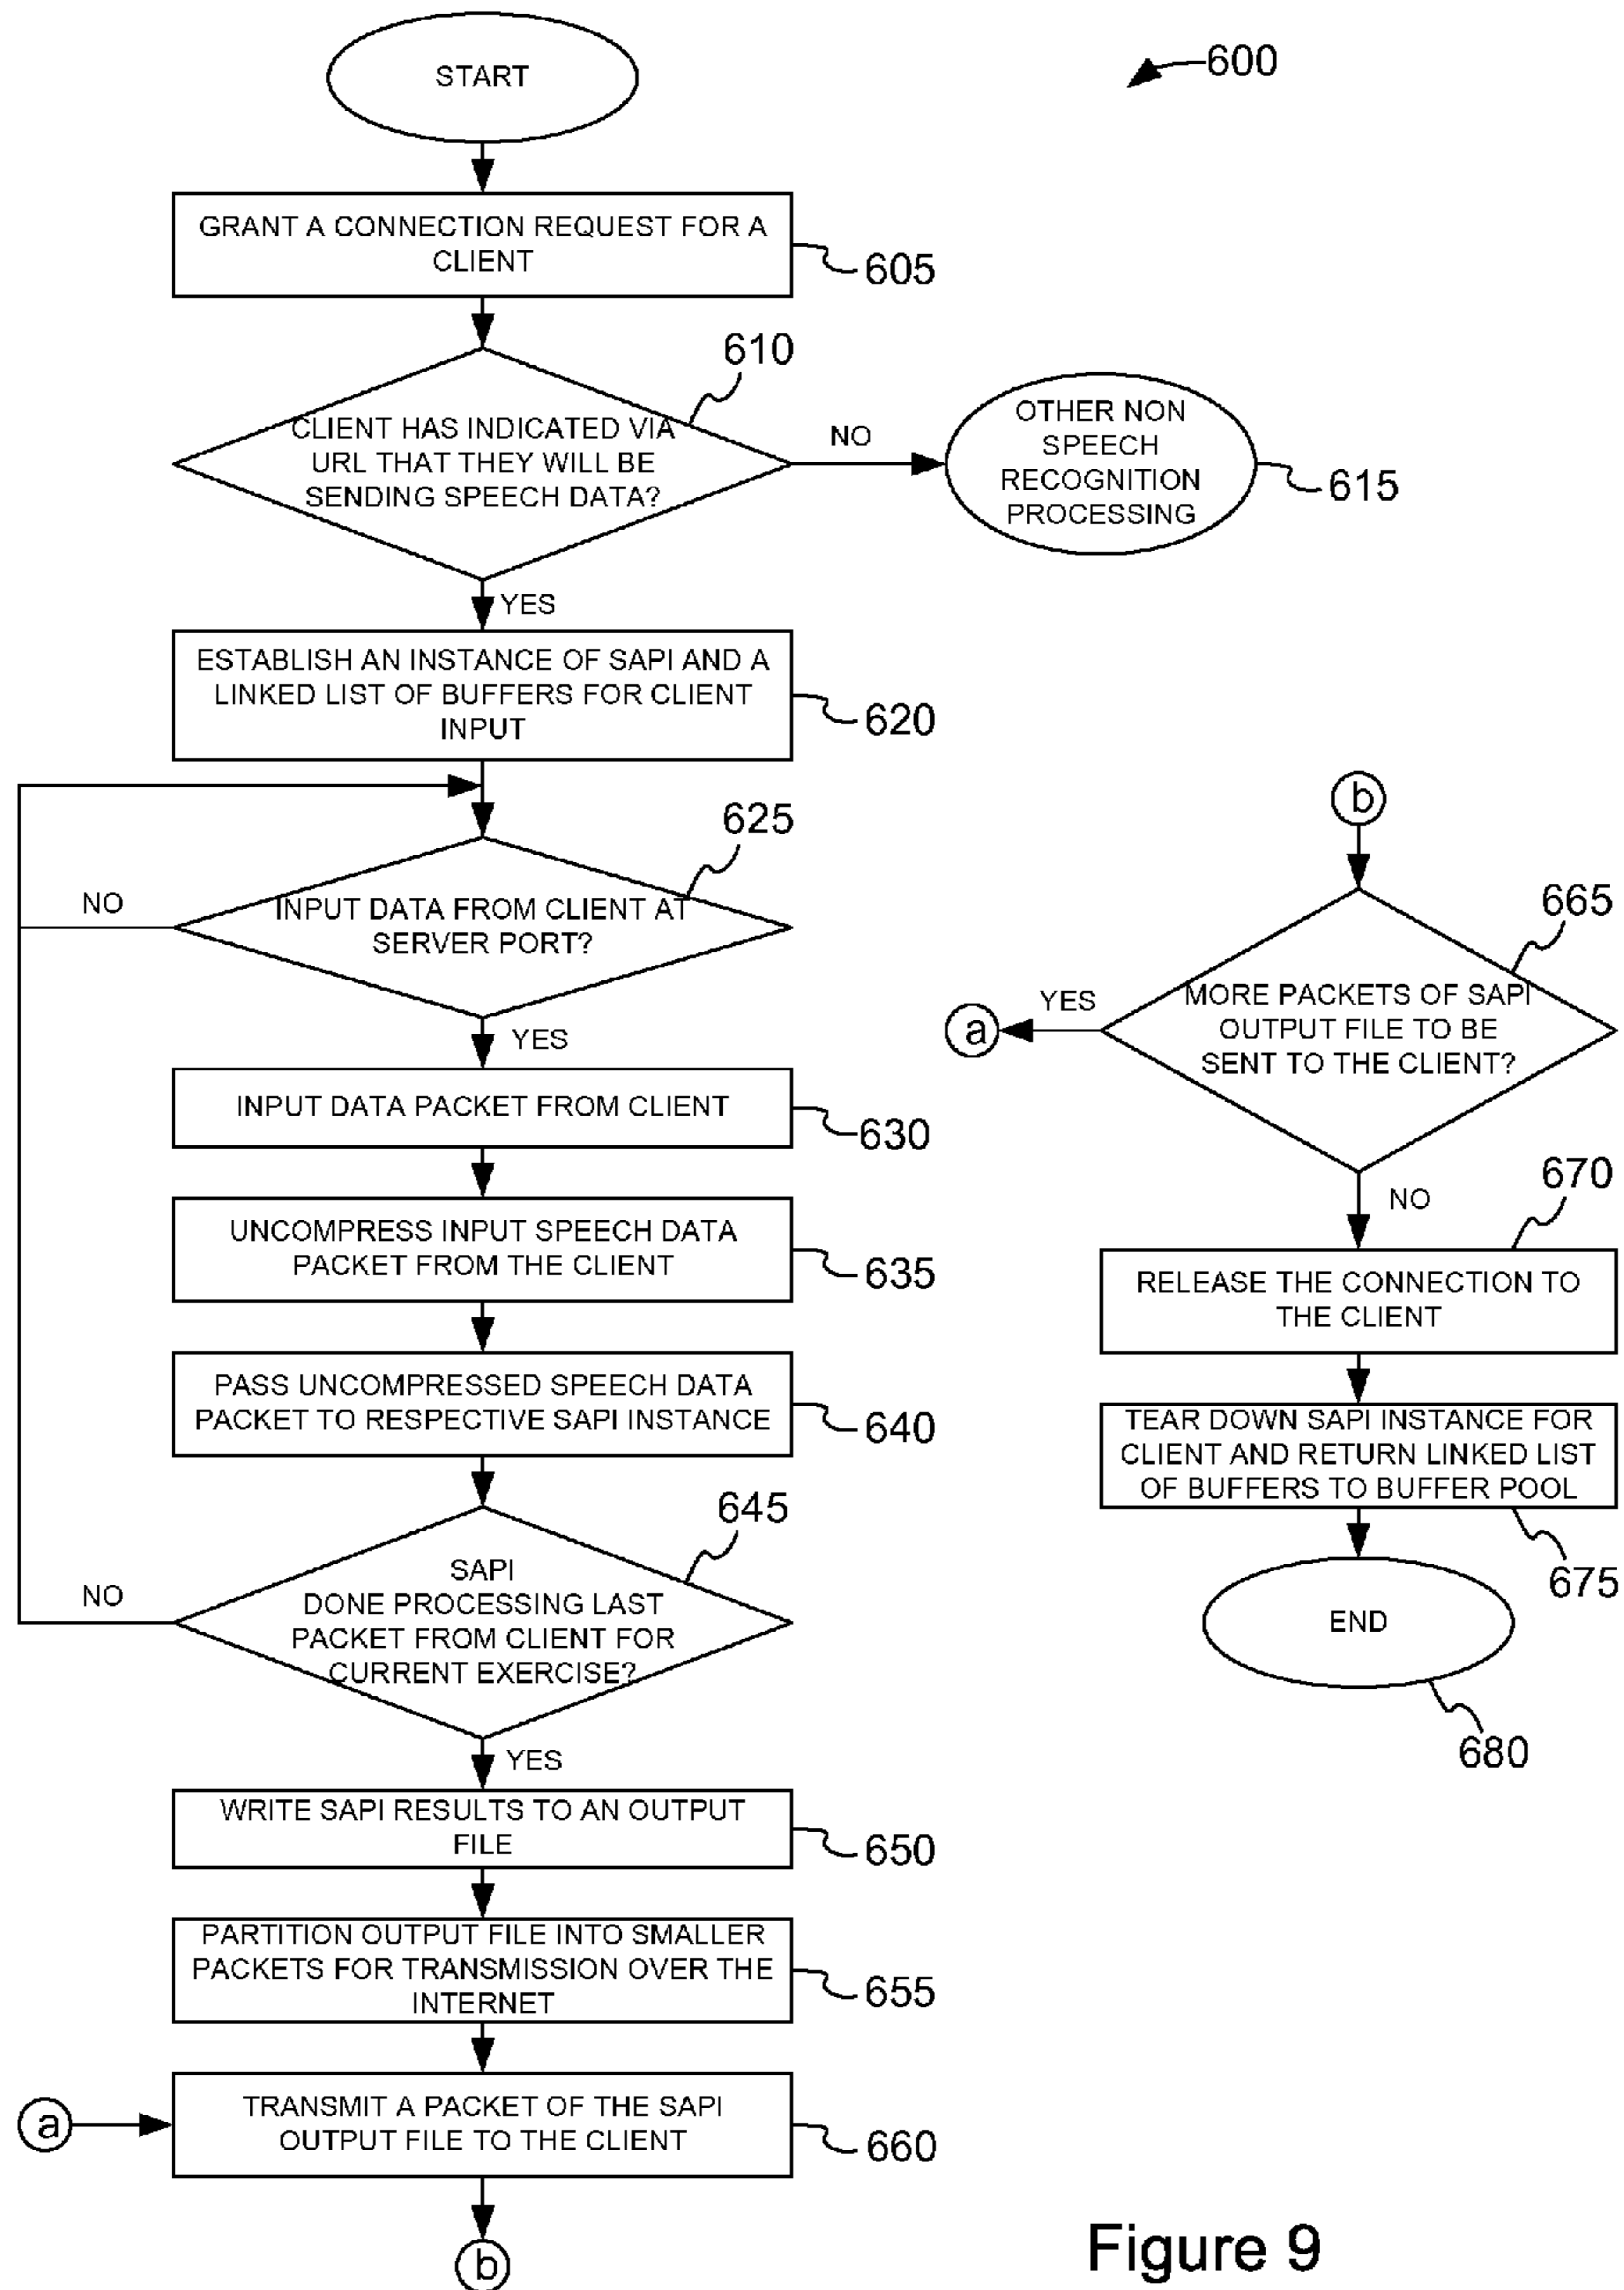 START
600
GRANT A CONNECTION REQUEST FOR A
CLIENT
605
610
CLIENT HAS INDICATED VIA
URL THAT THEY WILL BE
SENDING SPEECH DATA?
NO
OTHER NON
SPEECH
RECOGNITION
PROCESSING
615
YES
ESTABLISH AN INSTANCE OF SAPI AND A
LINKED LIST OF BUFFERS FOR CLIENT
INPUT
620
625
INPUT DATA FROM CLIENT AT
SERVER PORT?
NO
YES
INPUT DATA PACKET FROM CLIENT
630
UNCOMPRESS INPUT SPEECH DATA
PACKET FROM THE CLIENT
635
PASS UNCOMPRESSED SPEECH DATA
PACKET TO RESPECTIVE SAPI INSTANCE
640
645
SAPI
DONE PROCESSING LAST
PACKET FROM CLIENT FOR
CURRENT EXERCISE?
NO
YES
WRITE SAPI RESULTS TO AN OUTPUT
FILE
650
PARTITION OUTPUT FILE INTO SMALLER
PACKETS FOR TRANSMISSION OVER THE
INTERNET
655
a
TRANSMIT A PACKET OF THE SAPI
OUTPUT FILE TO THE CLIENT
660
b
b
665
MORE PACKETS OF SAPI
OUTPUT FILE TO BE
SENT TO THE CLIENT?
YES
a
NO
670
RELEASE THE CONNECTION TO
THE CLIENT
TEAR DOWN SAPI INSTANCE FOR
CLIENT AND RETURN LINKED LIST
OF BUFFERS TO BUFFER POOL
675
END
680
Figure 9